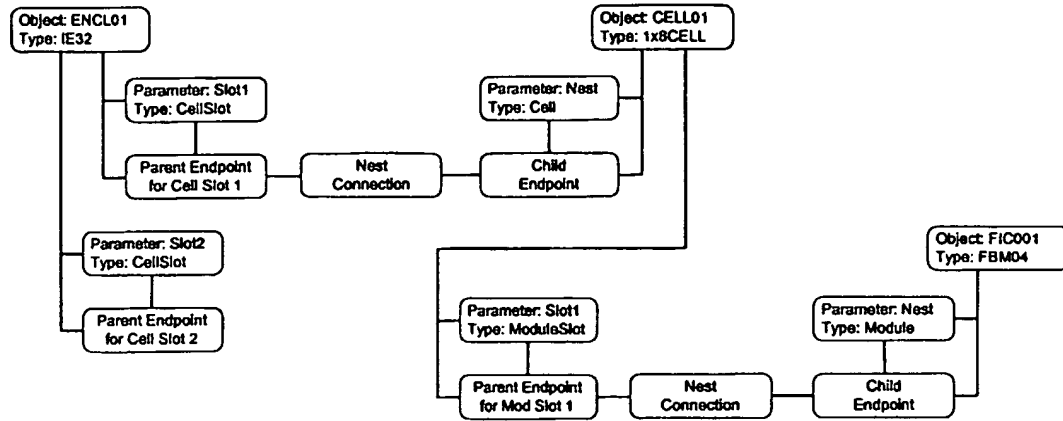 Object: ENCL01
Type: IE32
Object: CELL01
Type: 1x8CELL
Parameter: Slot1
Type: CellSlot
Parameter: Nest
Type: Cell
Parent Endpoint
for Cell Slot 1
Nest
Connection
Child
Endpoint
Parameter: Slot2
Type: CellSlot
Object: FIC001
Type: FBM04
Parent Endpoint
for Cell Slot 2
Parameter: Slot1
Type: ModuleSlot
Parameter: Nest
Type: Module
Parent Endpoint
for Mod Slot 1
Nest
Connection
Child
Endpoint